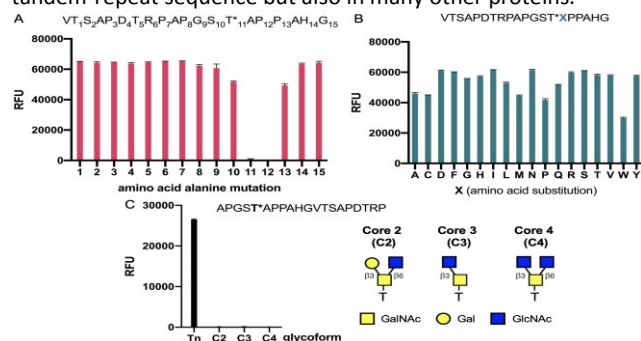 tandem-repeat sequence but also in many other proteins.
A VT₁S₂AP₃D₄T₅R₆P₇AP₈G₉S₁₀T*₁₁AP₁₂P₁₃AH₁₄G₁₅
80000
60000
40000
20000
0
RFU
1 2 3 4 5 6 7 8 9 10 11 12 13 14 15
amino acid alanine mutation
B VTSAPDTRPAPGST*XPPAHG
80000
60000
40000
20000
0
RFU
A C D F G H I L M N P Q R S T V W Y
X (amino acid substitution)
C APGST*APPAHGVTSAPDTRP
30000
20000
10000
0
RFU
Tn C2 C3 C4 glycoform
Core 2 Core 3 Core 4
(C2) (C3) (C4)
β3 β6 β3 β3 β6
T T T
GalNAc Gal GlcNAc